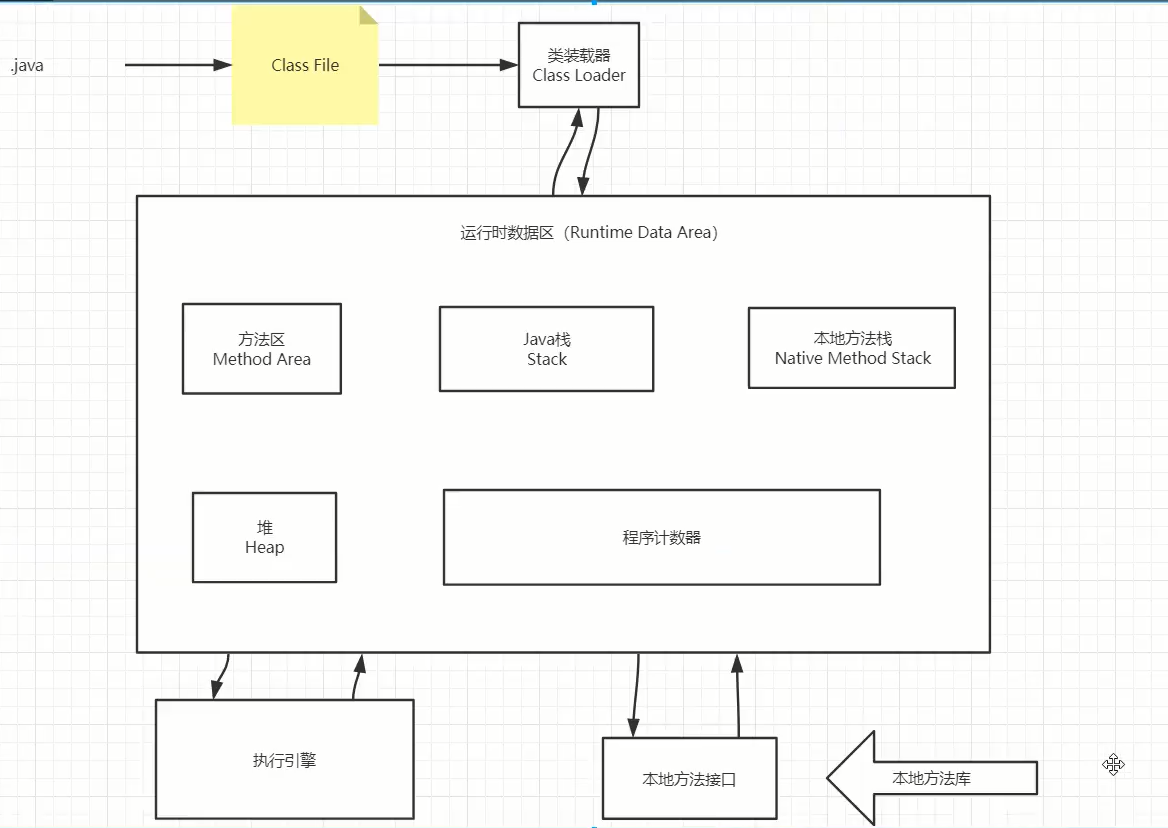 .java
Class File
类装载器
Class Loader
运行时数据区（Runtime Data Area）
方法区
Method Area
Java栈
Stack
本地方法栈
Native Method Stack
堆
Heap
程序计数器
执行引擎
本地方法接口
本地方法库